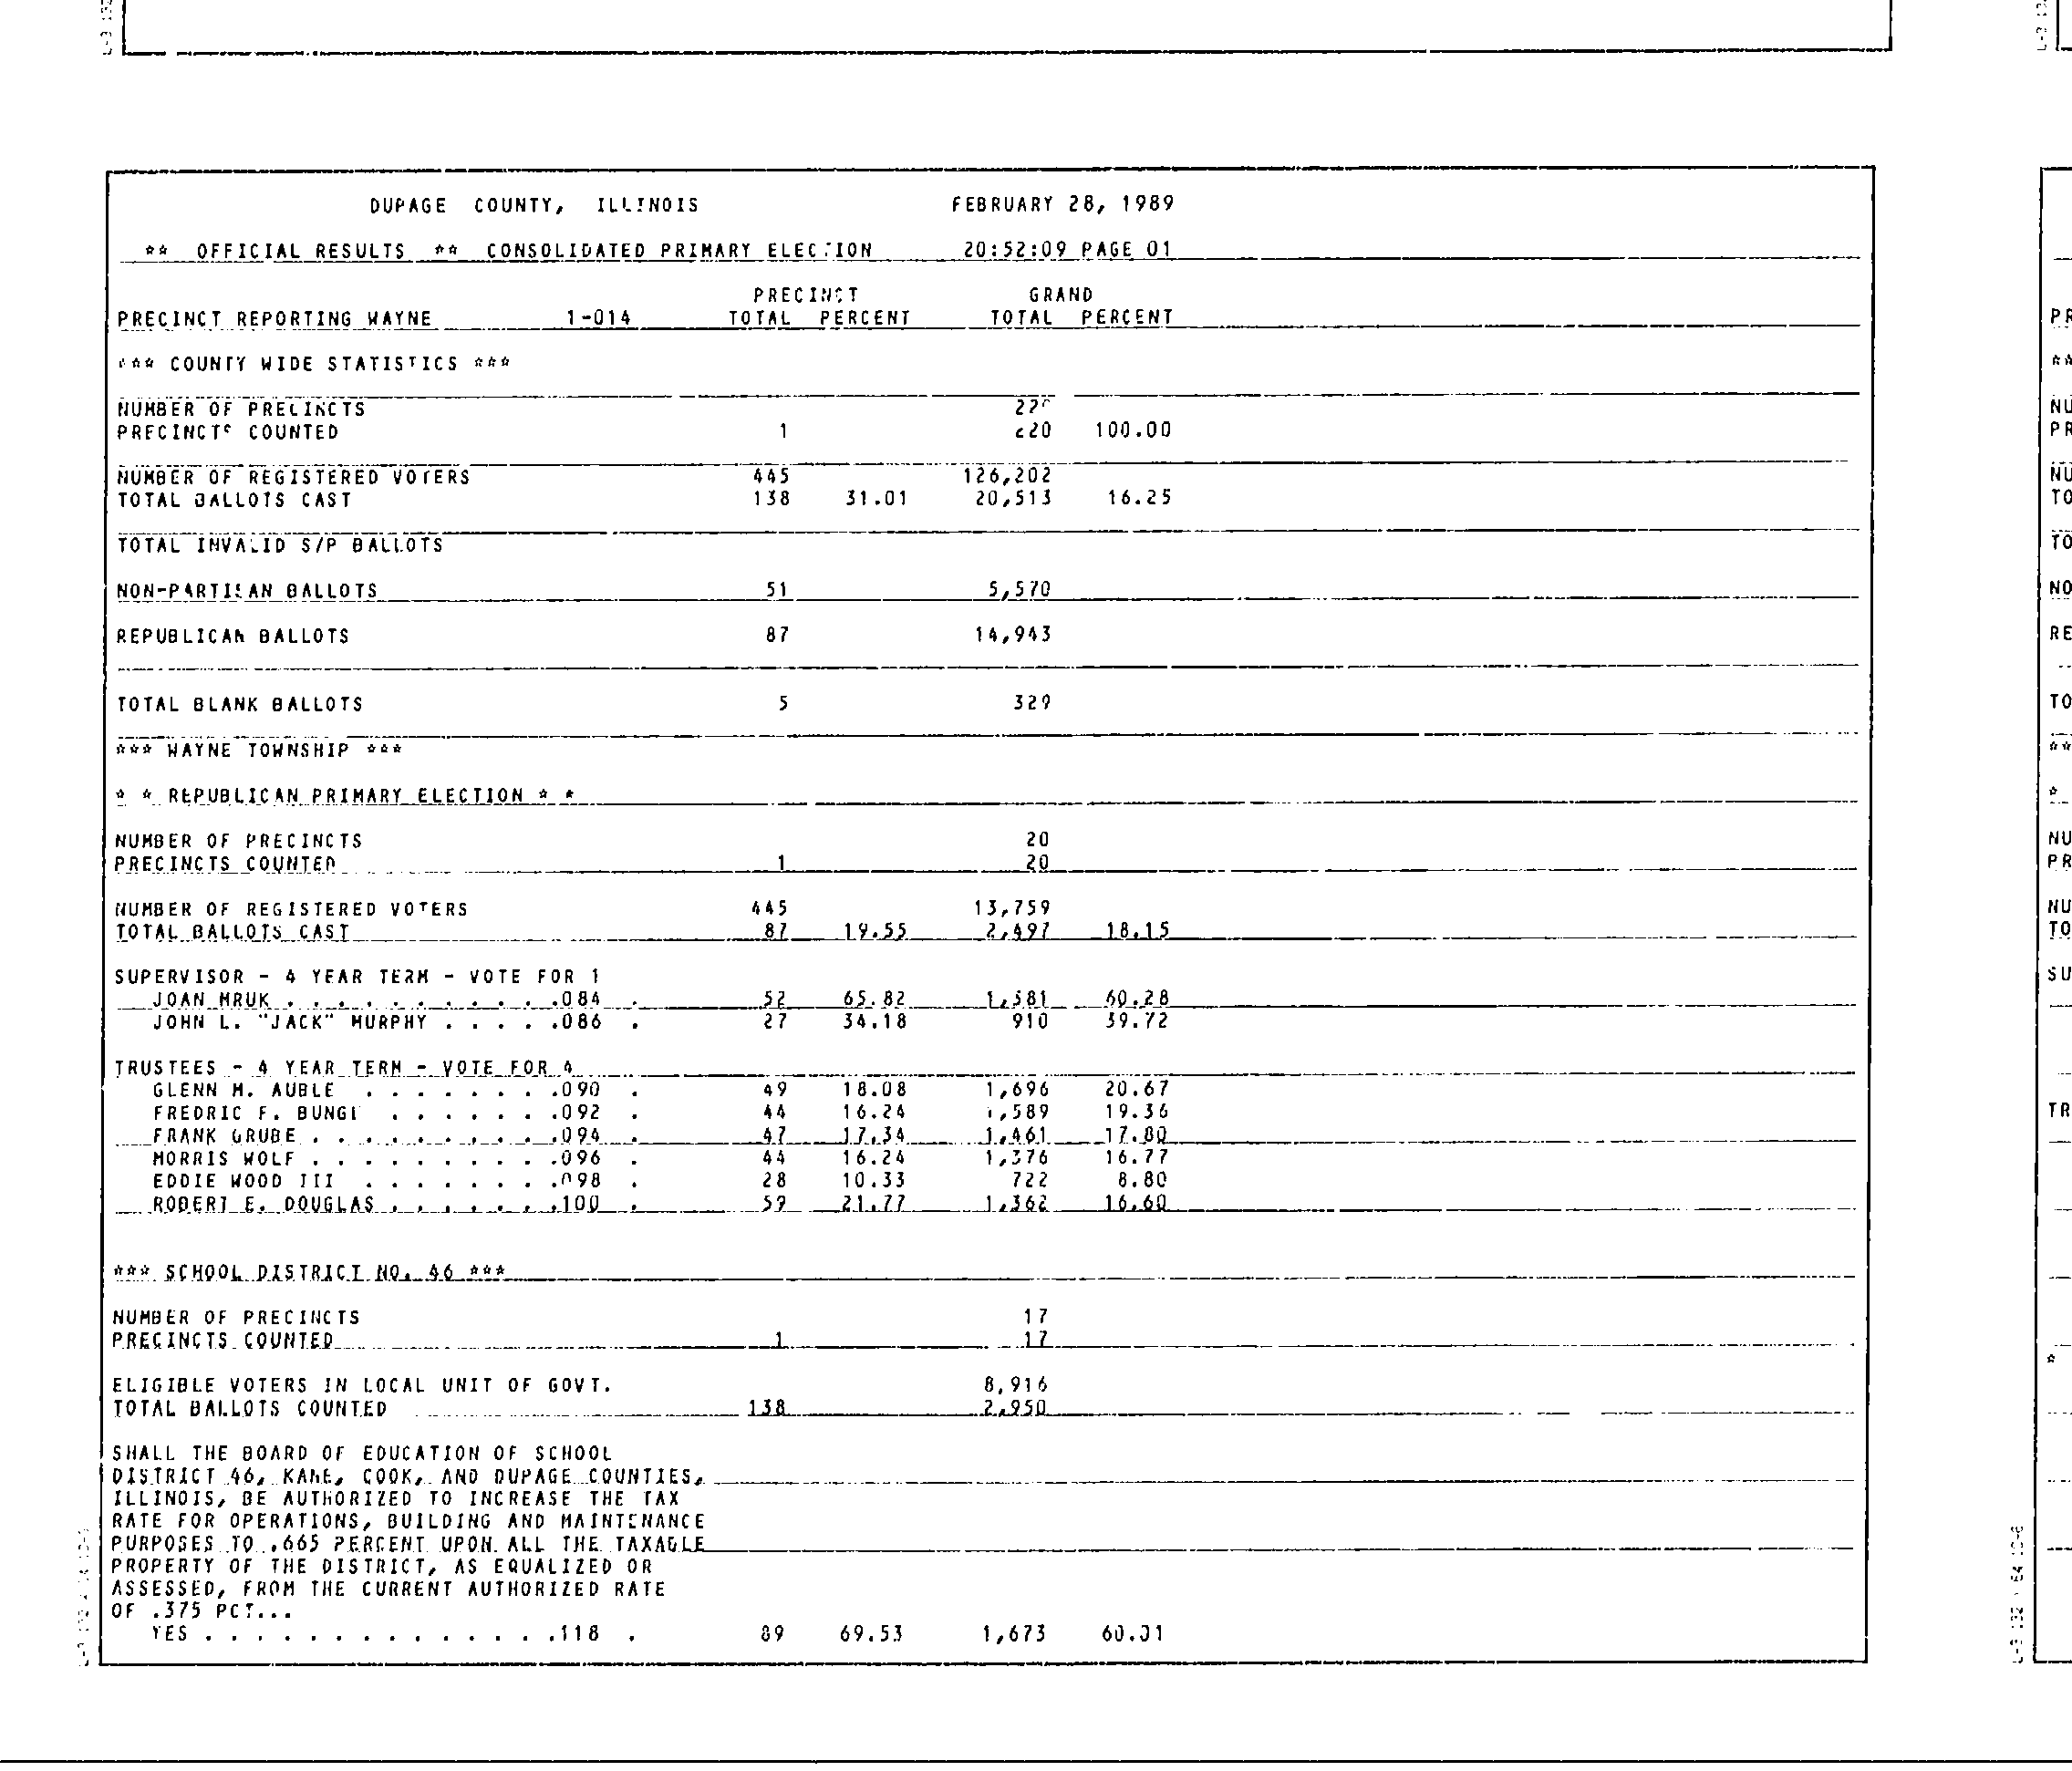 DUPAGE COUNTY, ILLINOIS FEBRUARY 28, 1989
** OFFICIAL RESULTS ** CONSOLIDATED PRIMARY ELECTION 20:52:09 PAGE 01
PRECINCT GRAND
PRECINCT REPORTING WAYNE 1-014 TOTAL PERCENT TOTAL PERCENT
*** COUNTY WIDE STATISTICS ***
NUMBER OF PRECINCTS 220
PRECINCTS COUNTED 1 220 100.00
NUMBER OF REGISTERED VOTERS 445 126,202
TOTAL BALLOTS CAST 138 31.01 20,513 16.25
TOTAL INVALID S/P BALLOTS
NON-PARTISAN BALLOTS 51 5,570
REPUBLICAN BALLOTS 87 14,943
TOTAL BLANK BALLOTS 5 329
*** WAYNE TOWNSHIP ***
* * REPUBLICAN PRIMARY ELECTION * *
NUMBER OF PRECINCTS 20
PRECINCTS COUNTED 1 20
NUMBER OF REGISTERED VOTERS 445 13,759
TOTAL BALLOTS CAST 87 19.55 2,497 18.15
SUPERVISOR - 4 YEAR TERM - VOTE FOR 1
JOAN MRUK . . . . . . . . . . .084 . 52 65.82 1,381 60.28
JOHN L. "JACK" MURPHY . . . . .086 . 27 34.18 910 39.72
TRUSTEES - 4 YEAR TERM - VOTE FOR 4
GLENN M. AUBLE . . . . . . . .090 . 49 18.08 1,696 20.67
FREDRIC F. BUNGE . . . . . . .092 . 44 16.24 1,589 19.36
FRANK GRUBE . . . . . . . . . .094 . 47 17.34 1,461 17.80
MORRIS WOLF . . . . . . . . . .096 . 44 16.24 1,376 16.77
EDDIE WOOD III . . . . . . . .098 . 28 10.33 722 8.80
ROBERT E. DOUGLAS . . . . . . .100 . 59 21.77 1,362 16.60
*** SCHOOL DISTRICT NO. 46 ***
NUMBER OF PRECINCTS 17
PRECINCTS COUNTED 1 17
ELIGIBLE VOTERS IN LOCAL UNIT OF GOVT. 8,916
TOTAL BALLOTS COUNTED 138 2,950
SHALL THE BOARD OF EDUCATION OF SCHOOL
DISTRICT 46, KANE, COOK, AND DUPAGE COUNTIES,
ILLINOIS, BE AUTHORIZED TO INCREASE THE TAX
RATE FOR OPERATIONS, BUILDING AND MAINTENANCE
PURPOSES TO .665 PERCENT UPON ALL THE TAXABLE
PROPERTY OF THE DISTRICT, AS EQUALIZED OR
ASSESSED, FROM THE CURRENT AUTHORIZED RATE
OF .375 PCT...
YES . . . . . . . . . . . . . .118 . 89 69.53 1,673 60.01